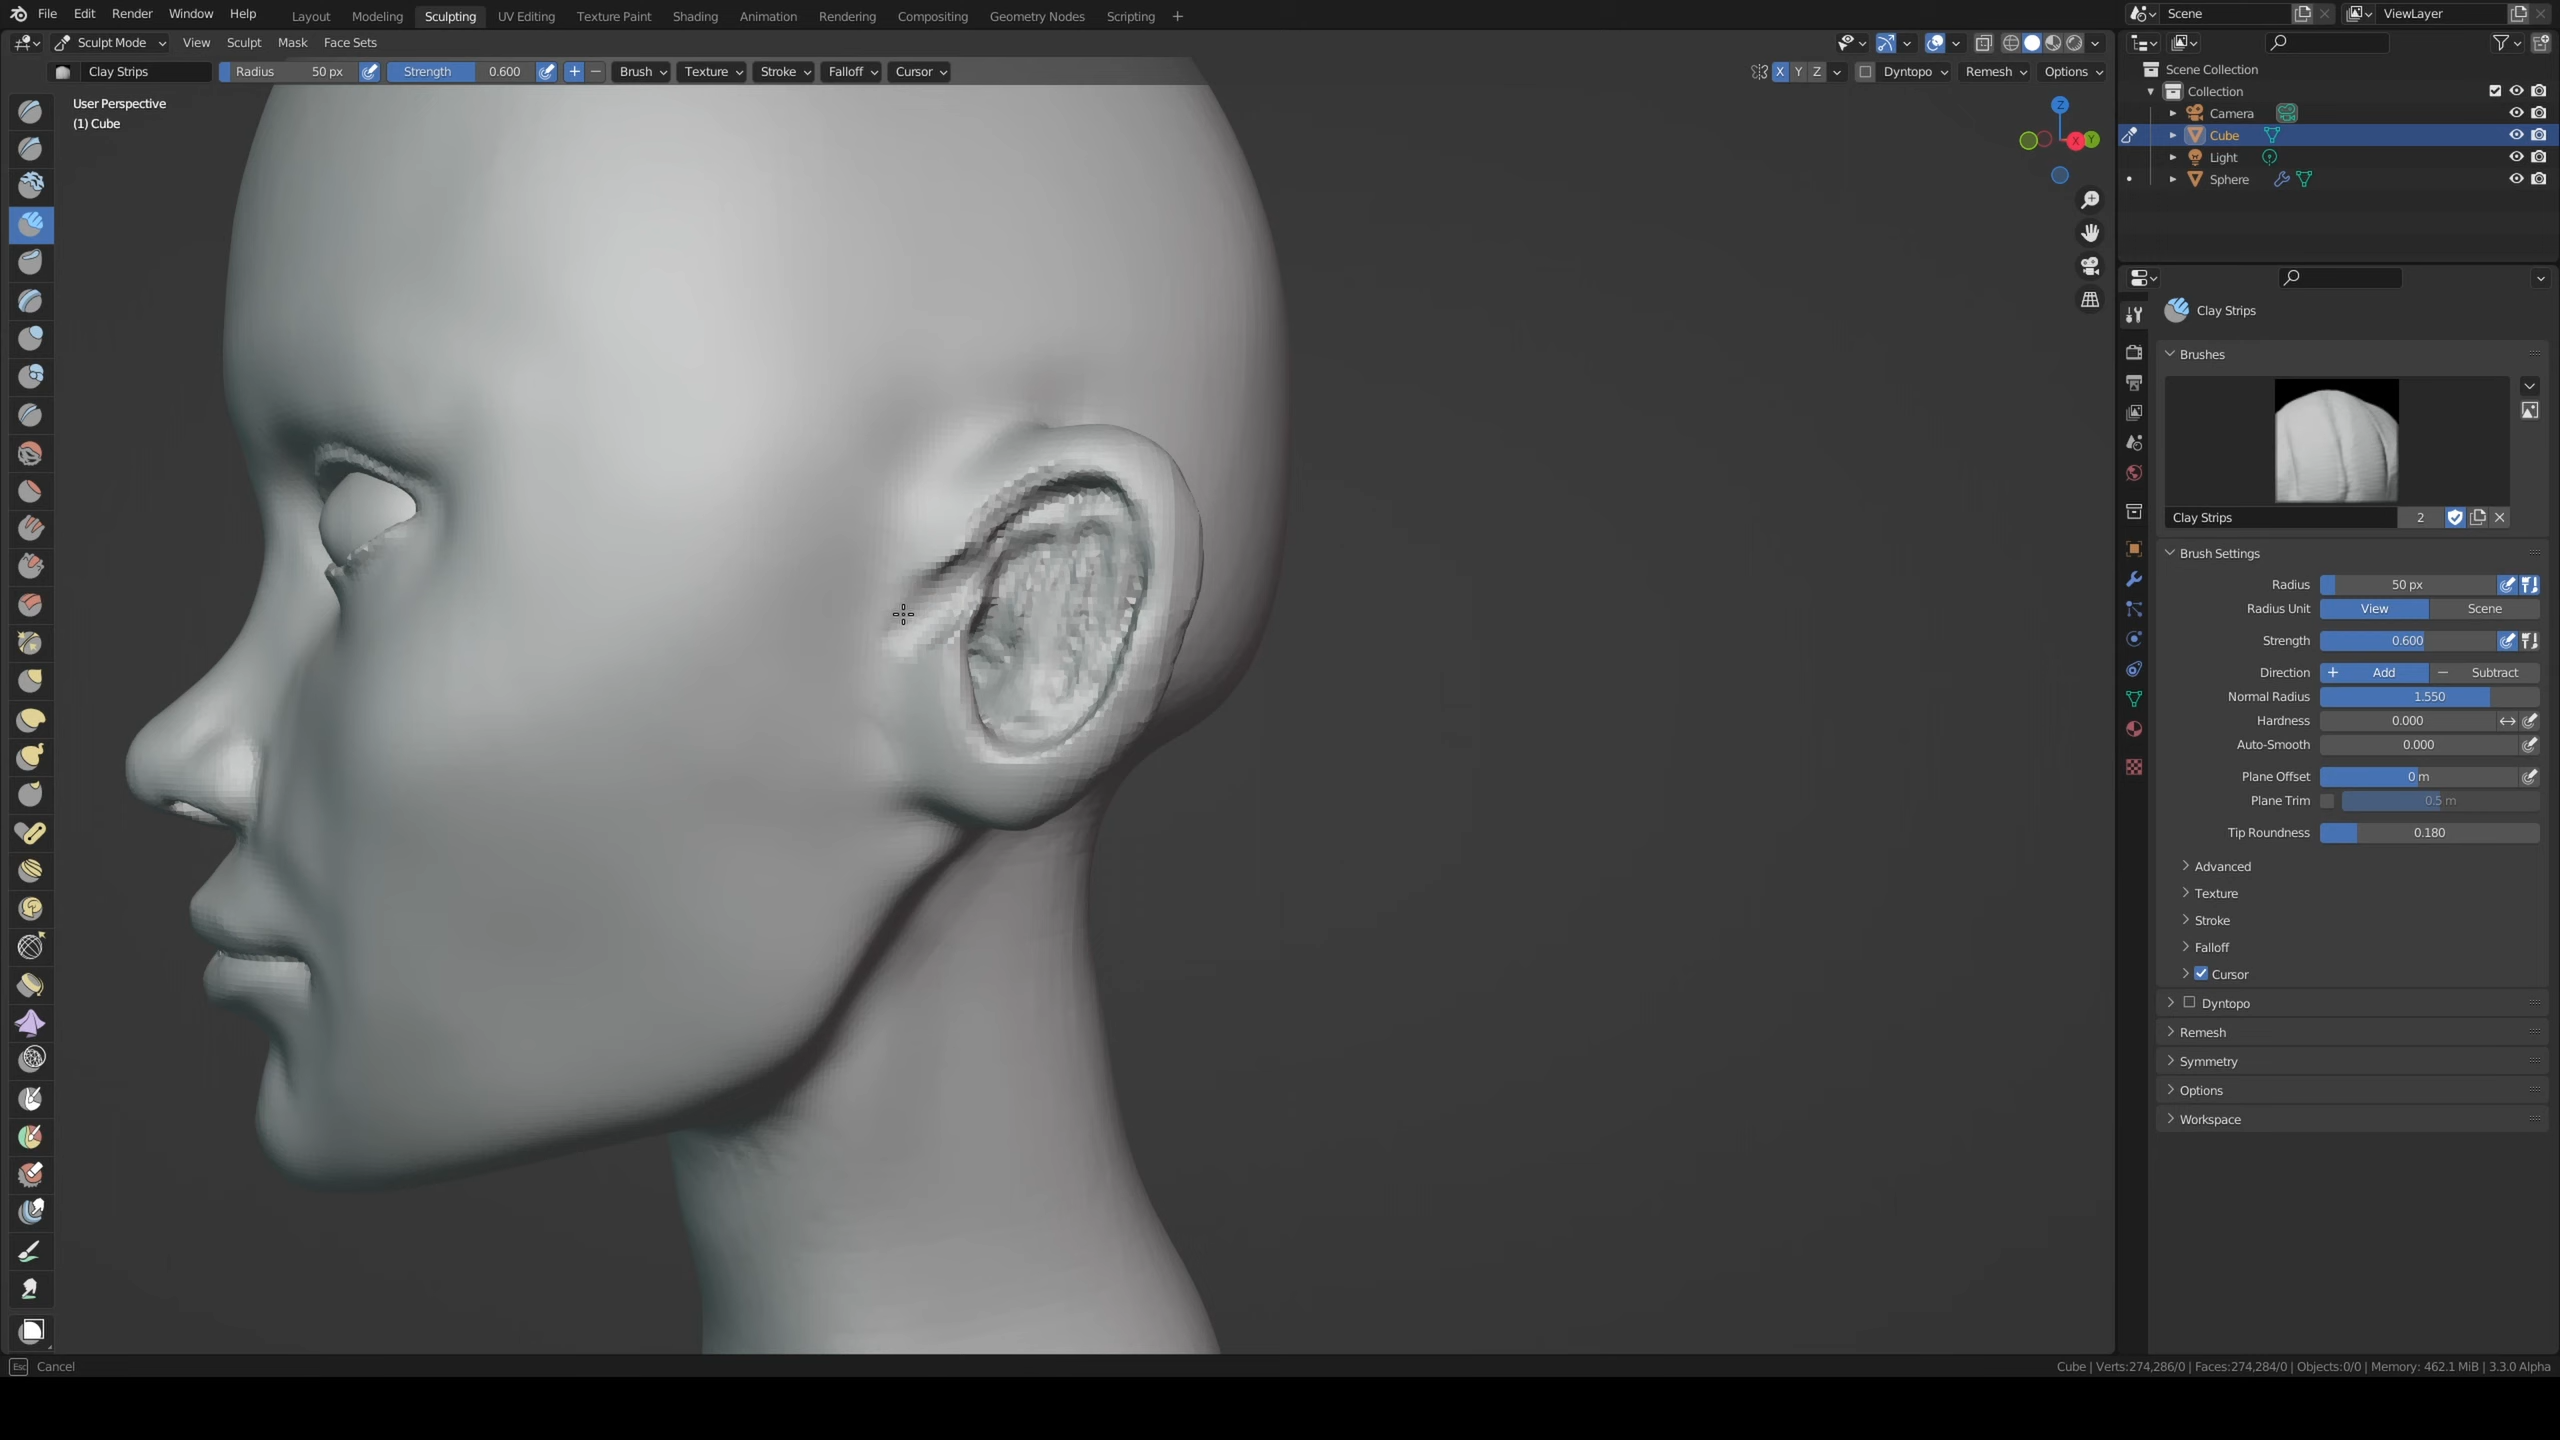 File Edit Render Window Help Layout Modeling Sculpting UV Editing Texture Paint Shading Animation Rendering Compositing Geometry Nodes Scripting + Scene ViewLayer
Sculpt Mode View Sculpt Mask Face Sets
Clay Strips Radius 50 px Strength 0.600 + − Brush Texture Stroke Falloff Cursor X Y Z Dyntopo Remesh Options
User Perspective
(1) Cube
Z
X Y
Scene Collection
Collection
Camera
Cube
Light
Sphere
Clay Strips
Brushes
Clay Strips 2
Brush Settings
Radius 50 px
Radius Unit View Scene
Strength 0.600
Direction + Add − Subtract
Normal Radius 1.550
Hardness 0.000
Auto-Smooth 0.000
Plane Offset 0 m
Plane Trim 0.5 m
Tip Roundness 0.180
Advanced
Texture
Stroke
Falloff
Cursor
Dyntopo
Remesh
Symmetry
Options
Workspace
Esc Cancel
Cube | Verts:274,286/0 | Faces:274,284/0 | Objects:0/0 | Memory: 462.1 MiB | 3.3.0 Alpha